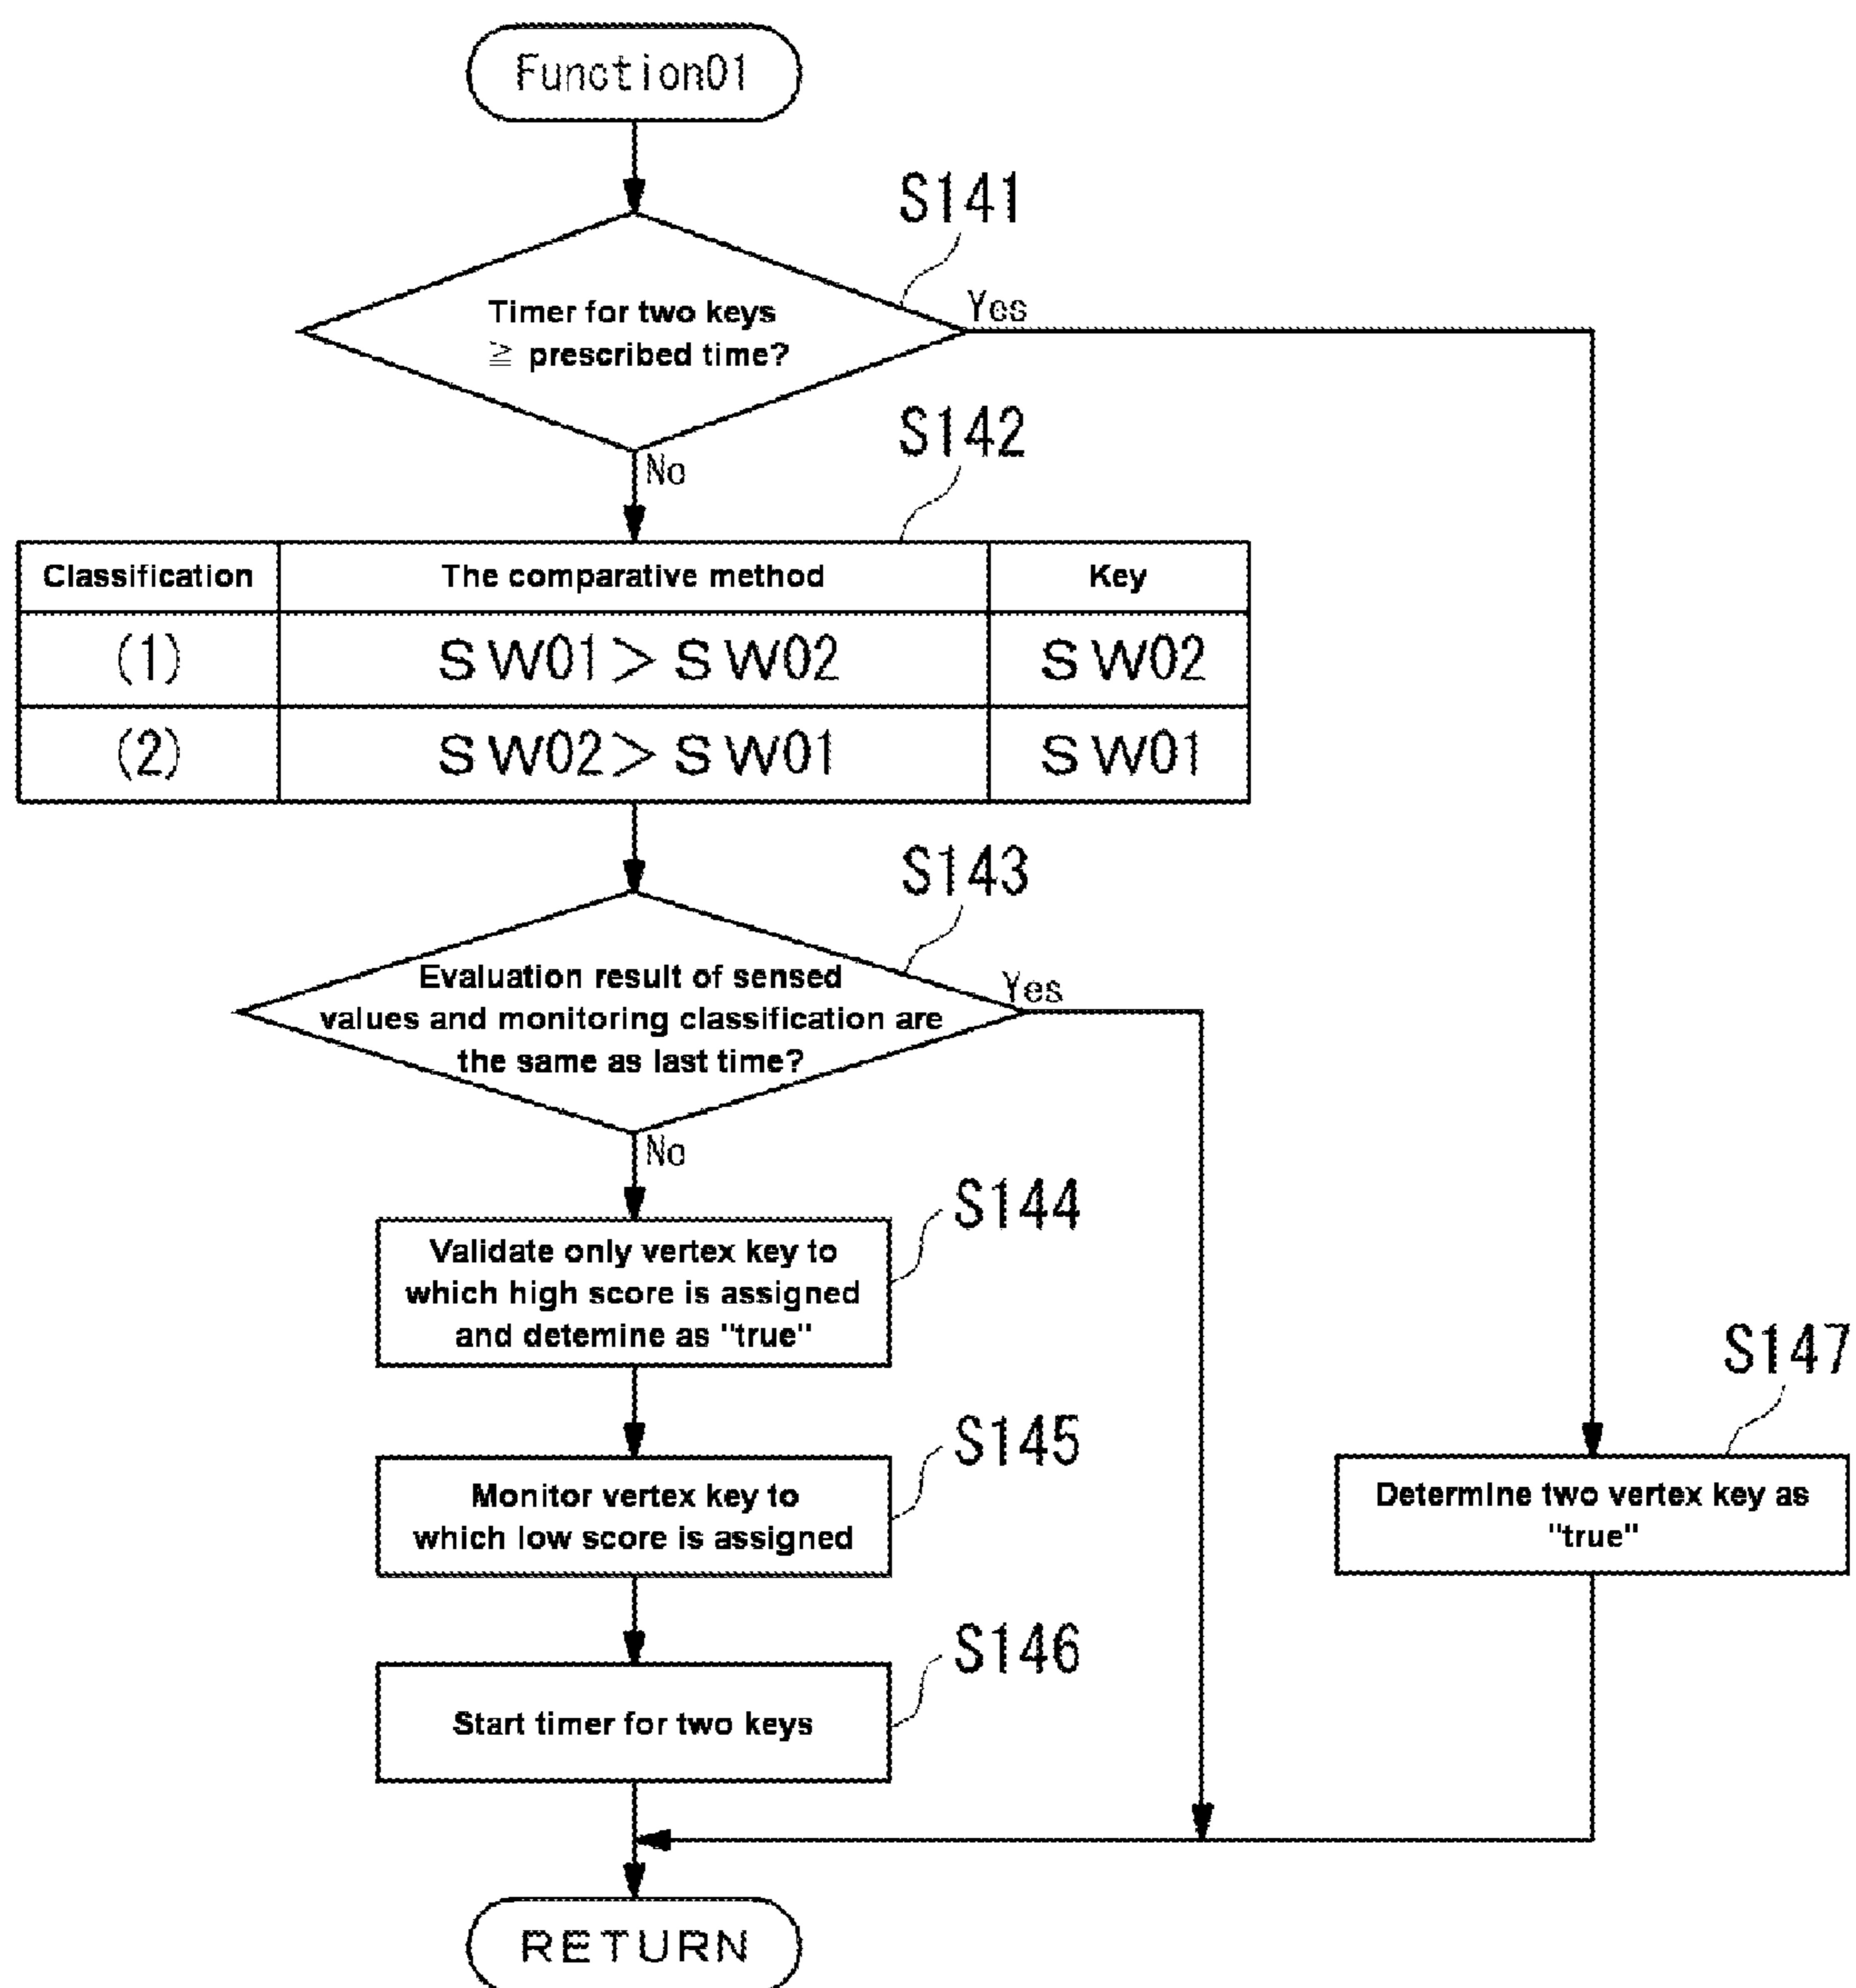 Function01
S141
Timer for two keys
≧ prescribed time?
Yes
No
S142
Classification The comparative method Key
(1) SW01>SW02 SW02
(2) SW02>SW01 SW01
S143
Evaluation result of sensed
values and monitoring classification are
the same as last time?
Yes
No
S144
Validate only vertex key to
which high score is assigned
and detemine as "true"
S145
Monitor vertex key to
which low score is assigned
S146
Start timer for two keys
S147
Determine two vertex key as
"true"
RETURN